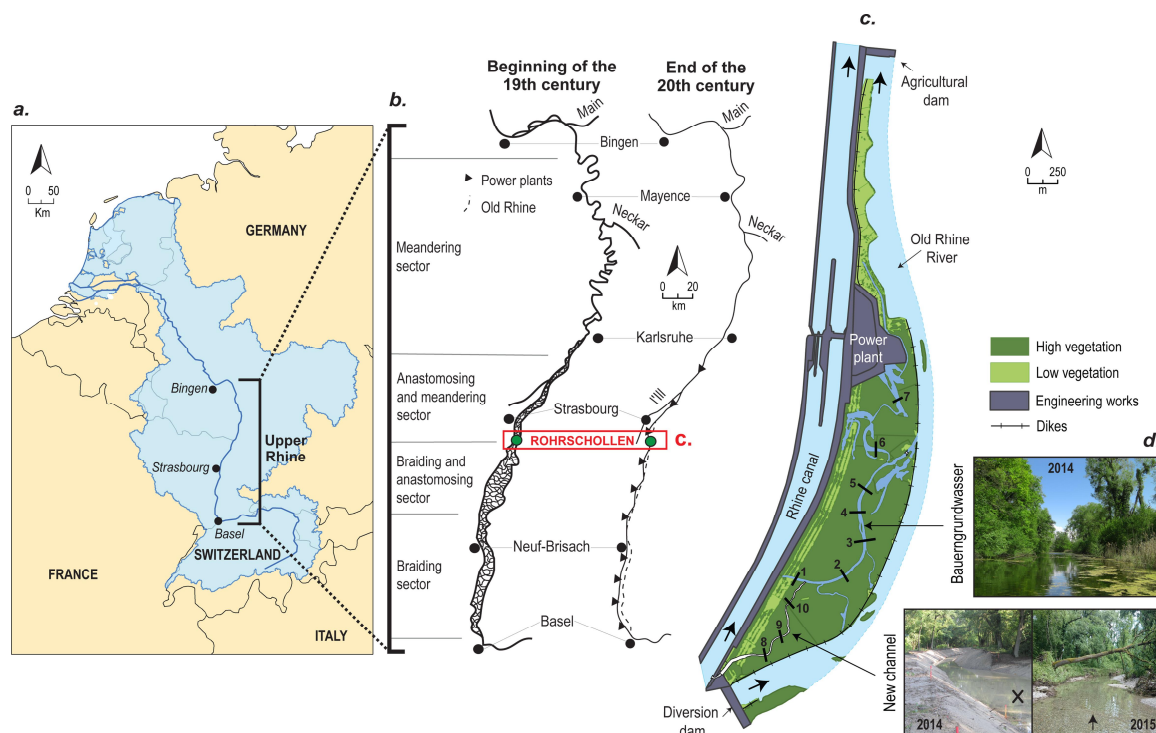 a.
0 50
Km
GERMANY
Bingen
Upper
Rhine
Strasbourg
Basel
SWITZERLAND
FRANCE
ITALY
b.
Beginning of the
19th century
End of the
20th century
Main
Main
Bingen
Power plants
Old Rhine
Mayence
Neckar
Neckar
Meandering
sector
0 20
km
Karlsruhe
Anastomosing
and meandering
sector
l'Ill
Strasbourg
ROHRSCHOLLEN
c.
Braiding and
anastomosing
sector
Neuf-Brisach
Braiding
sector
Basel
c.
Agricultural
dam
0 250
m
Old Rhine
River
Power
plant
High vegetation
Low vegetation
Engineering works
Dikes
Rhine canal
7
6
5
4
3
2
1
10
9
8
Bauerngrurdwasser
New channel
Diversion
dam
d
2014
2014
X
2015